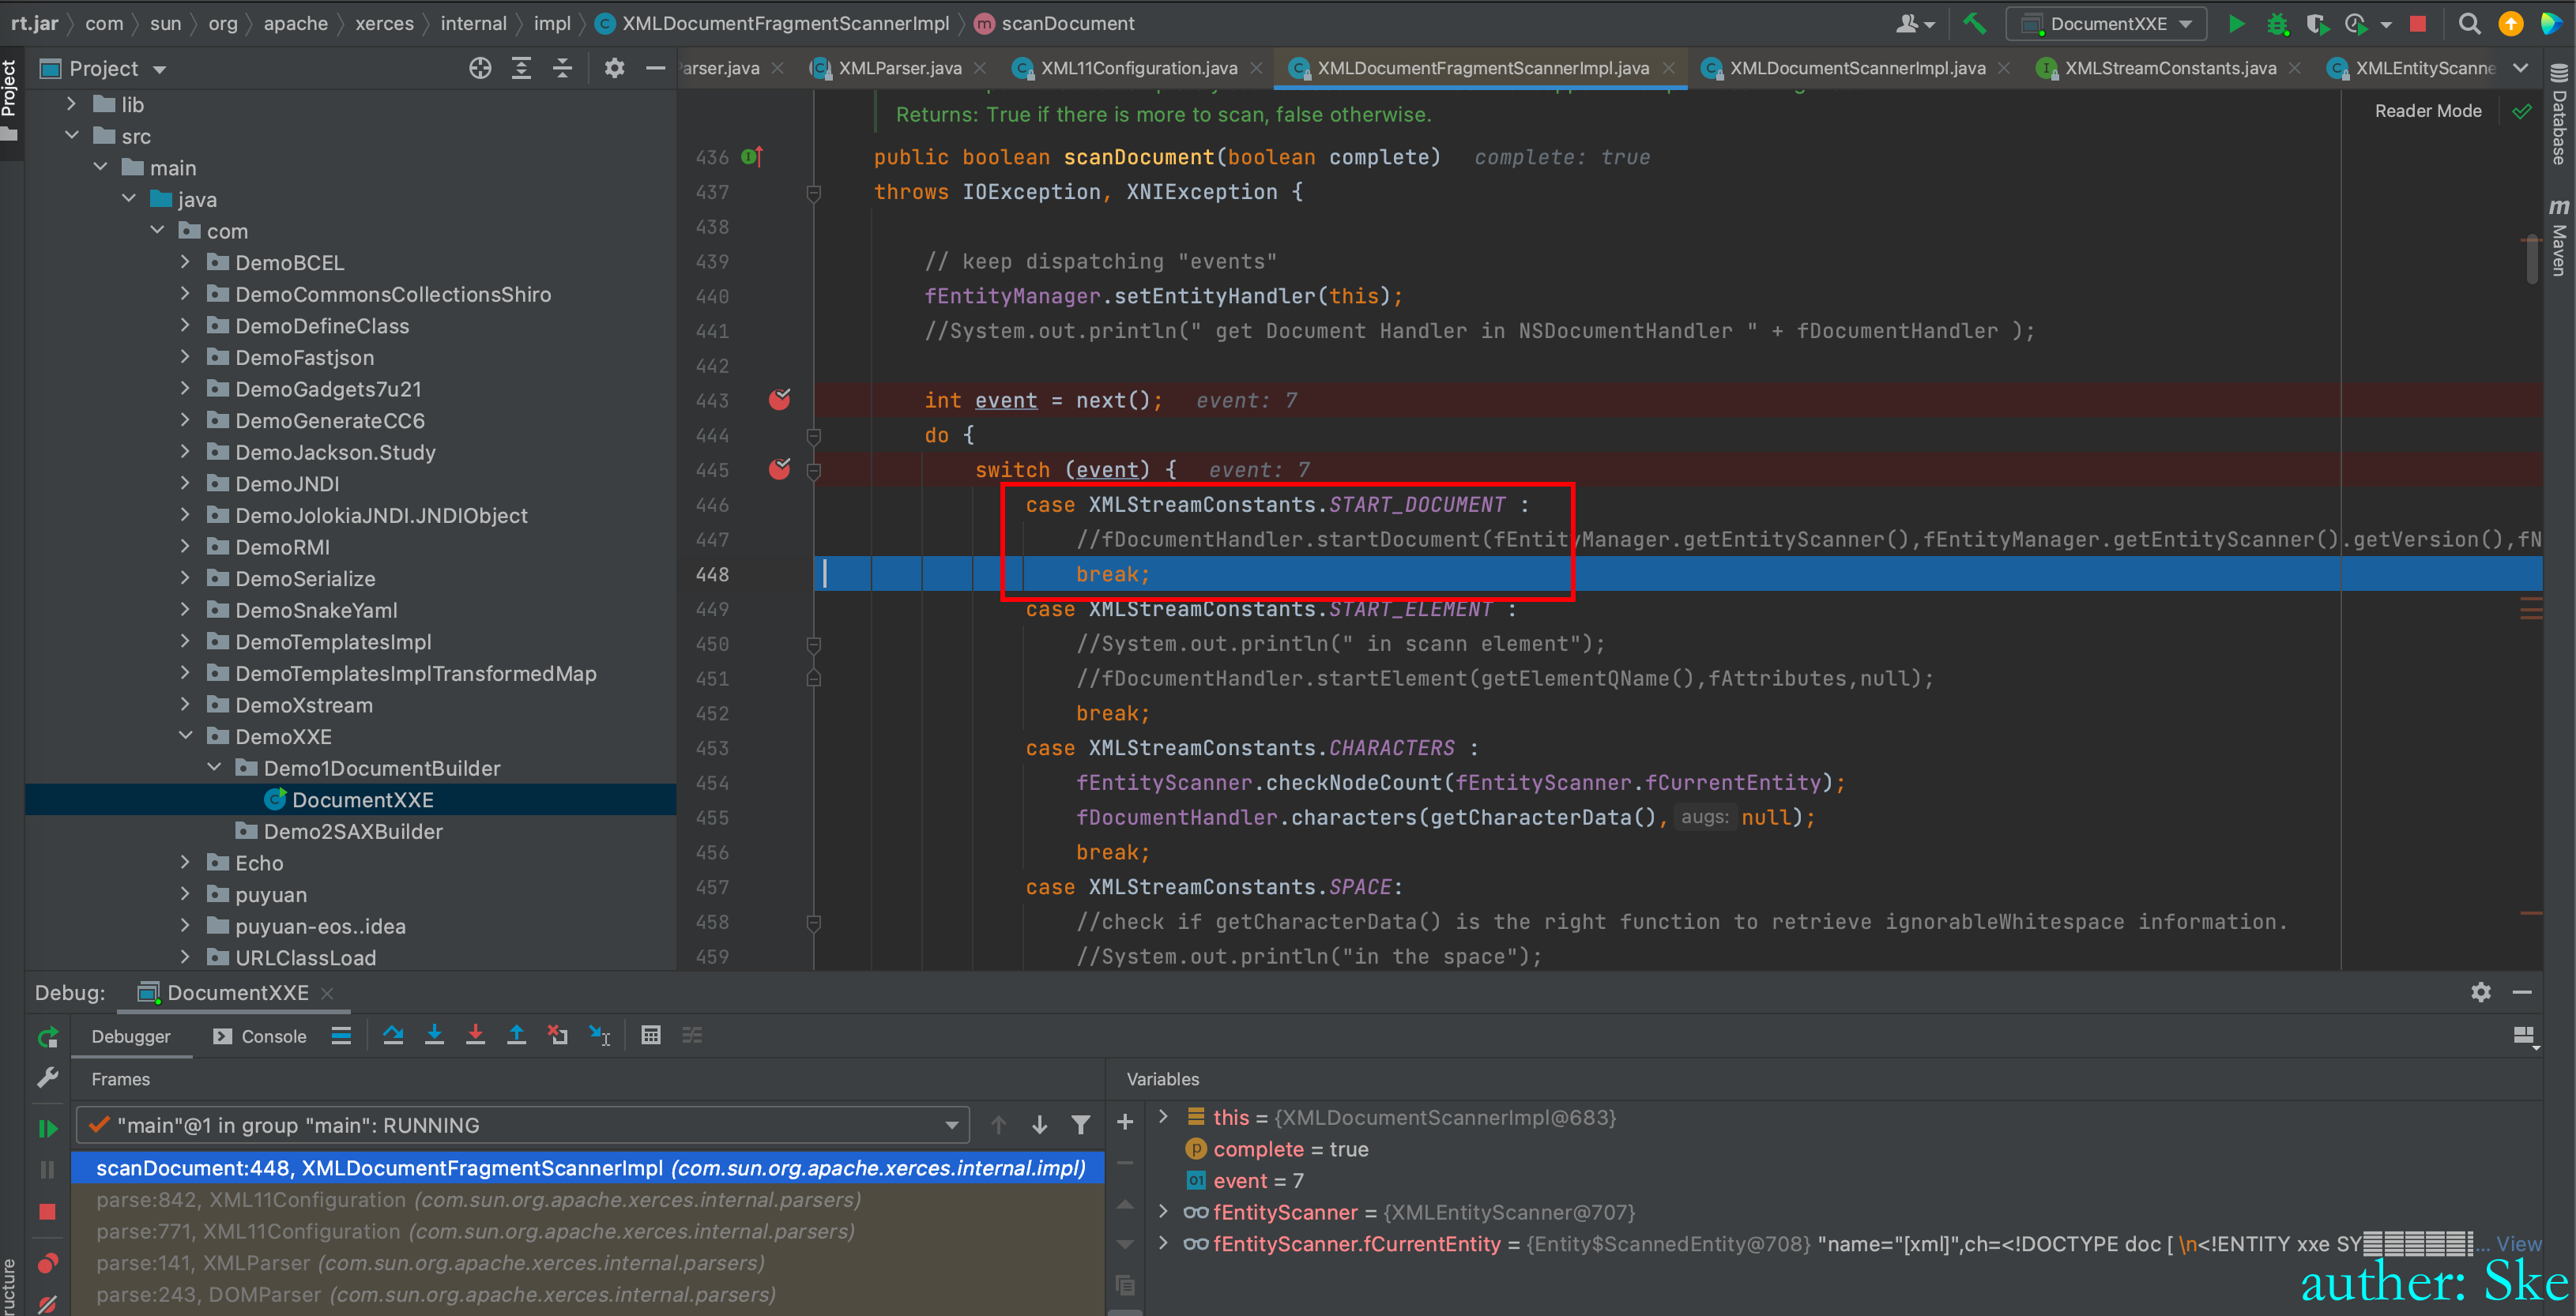 rt.jar com sun org apache xerces internal impl XMLDocumentFragmentScannerImpl scanDocument DocumentXXE
Project
arser.java XMLParser.java XML11Configuration.java XMLDocumentFragmentScannerImpl.java XMLDocumentScannerImpl.java XMLStreamConstants.java XMLEntityScanne
Project
Database
Maven
ructure
lib
src
main
java
com
DemoBCEL
DemoCommonsCollectionsShiro
DemoDefineClass
DemoFastjson
DemoGadgets7u21
DemoGenerateCC6
DemoJackson.Study
DemoJNDI
DemoJolokiaJNDI.JNDIObject
DemoRMI
DemoSerialize
DemoSnakeYaml
DemoTemplatesImpl
DemoTemplatesImplTransformedMap
DemoXstream
DemoXXE
Demo1DocumentBuilder
DocumentXXE
Demo2SAXBuilder
Echo
puyuan
puyuan-eos..idea
URLClassLoad
Returns: True if there is more to scan, false otherwise.
Reader Mode
436 public boolean scanDocument(boolean complete) complete: true
437 throws IOException, XNIException {
438
439 // keep dispatching "events"
440 fEntityManager.setEntityHandler(this);
441 //System.out.println(" get Document Handler in NSDocumentHandler " + fDocumentHandler );
442
443 int event = next(); event: 7
444 do {
445 switch (event) { event: 7
446 case XMLStreamConstants.START_DOCUMENT :
447 //fDocumentHandler.startDocument(fEntityManager.getEntityScanner(),fEntityManager.getEntityScanner().getVersion(),fN
448 break;
449 case XMLStreamConstants.START_ELEMENT :
450 //System.out.println(" in scann element");
451 //fDocumentHandler.startElement(getElementQName(),fAttributes,null);
452 break;
453 case XMLStreamConstants.CHARACTERS :
454 fEntityScanner.checkNodeCount(fEntityScanner.fCurrentEntity);
455 fDocumentHandler.characters(getCharacterData(), augs: null);
456 break;
457 case XMLStreamConstants.SPACE:
458 //check if getCharacterData() is the right function to retrieve ignorableWhitespace information.
459 //System.out.println("in the space");
Debug: DocumentXXE
Debugger Console
Frames
"main"@1 in group "main": RUNNING
scanDocument:448, XMLDocumentFragmentScannerImpl (com.sun.org.apache.xerces.internal.impl)
parse:842, XML11Configuration (com.sun.org.apache.xerces.internal.parsers)
parse:771, XML11Configuration (com.sun.org.apache.xerces.internal.parsers)
parse:141, XMLParser (com.sun.org.apache.xerces.internal.parsers)
parse:243, DOMParser (com.sun.org.apache.xerces.internal.parsers)
Variables
this = {XMLDocumentScannerImpl@683}
complete = true
event = 7
fEntityScanner = {XMLEntityScanner@707}
fEntityScanner.fCurrentEntity = {Entity$ScannedEntity@708} "name="[xml]",ch=<!DOCTYPE doc [ \n<!ENTITY xxe SY ... View
auther: Ske